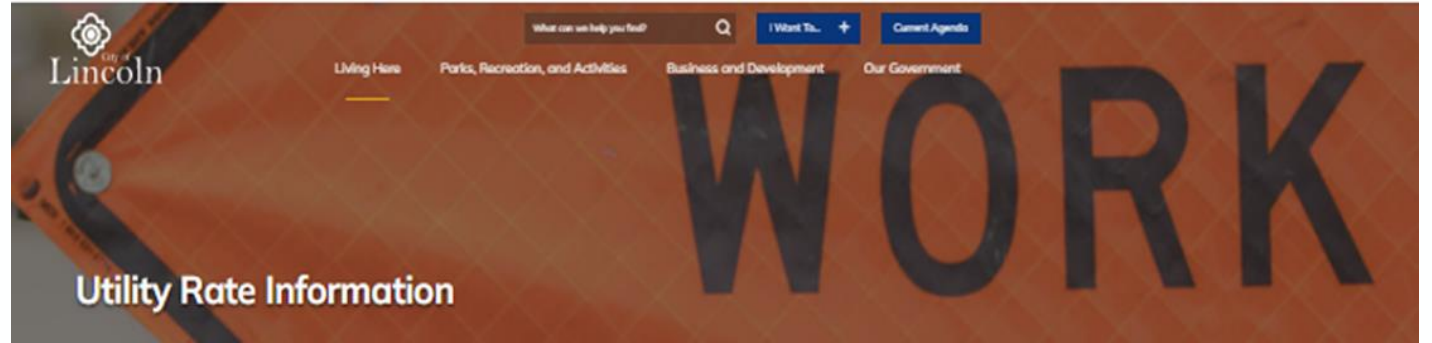 What can we help you find?
I Want To...
Current Agenda
City of
Lincoln
Living Here
Parks, Recreation, and Activities
Business and Development
Our Government
WORK
Utility Rate Information